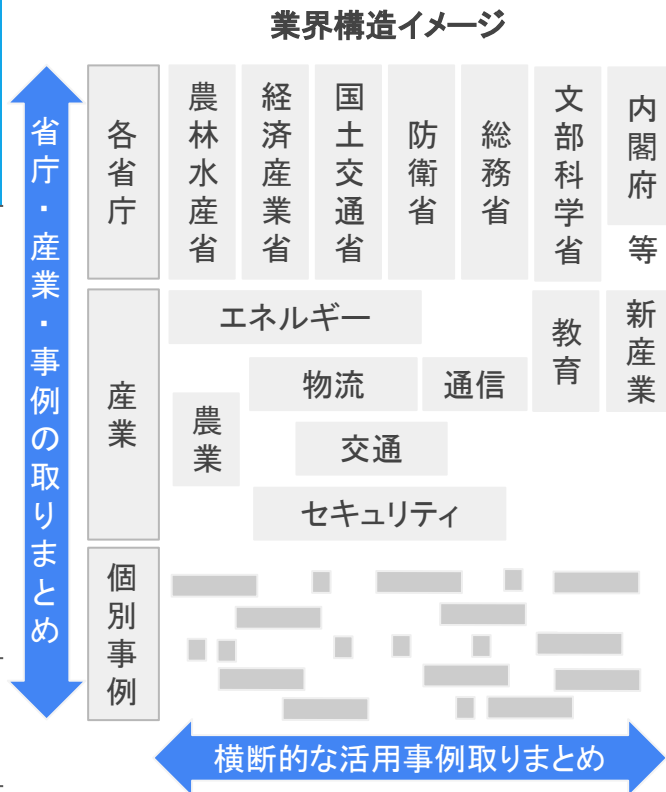 業界構造イメージ
省庁・産業・事例の取りまとめ
各省庁
農林水産省
経済産業省
国土交通省
防衛省
総務省
文部科学省
内閣府
等
産業
エネルギー
物流
通信
教育
新産業
農業
交通
セキュリティ
個別事例
横断的な活用事例取りまとめ